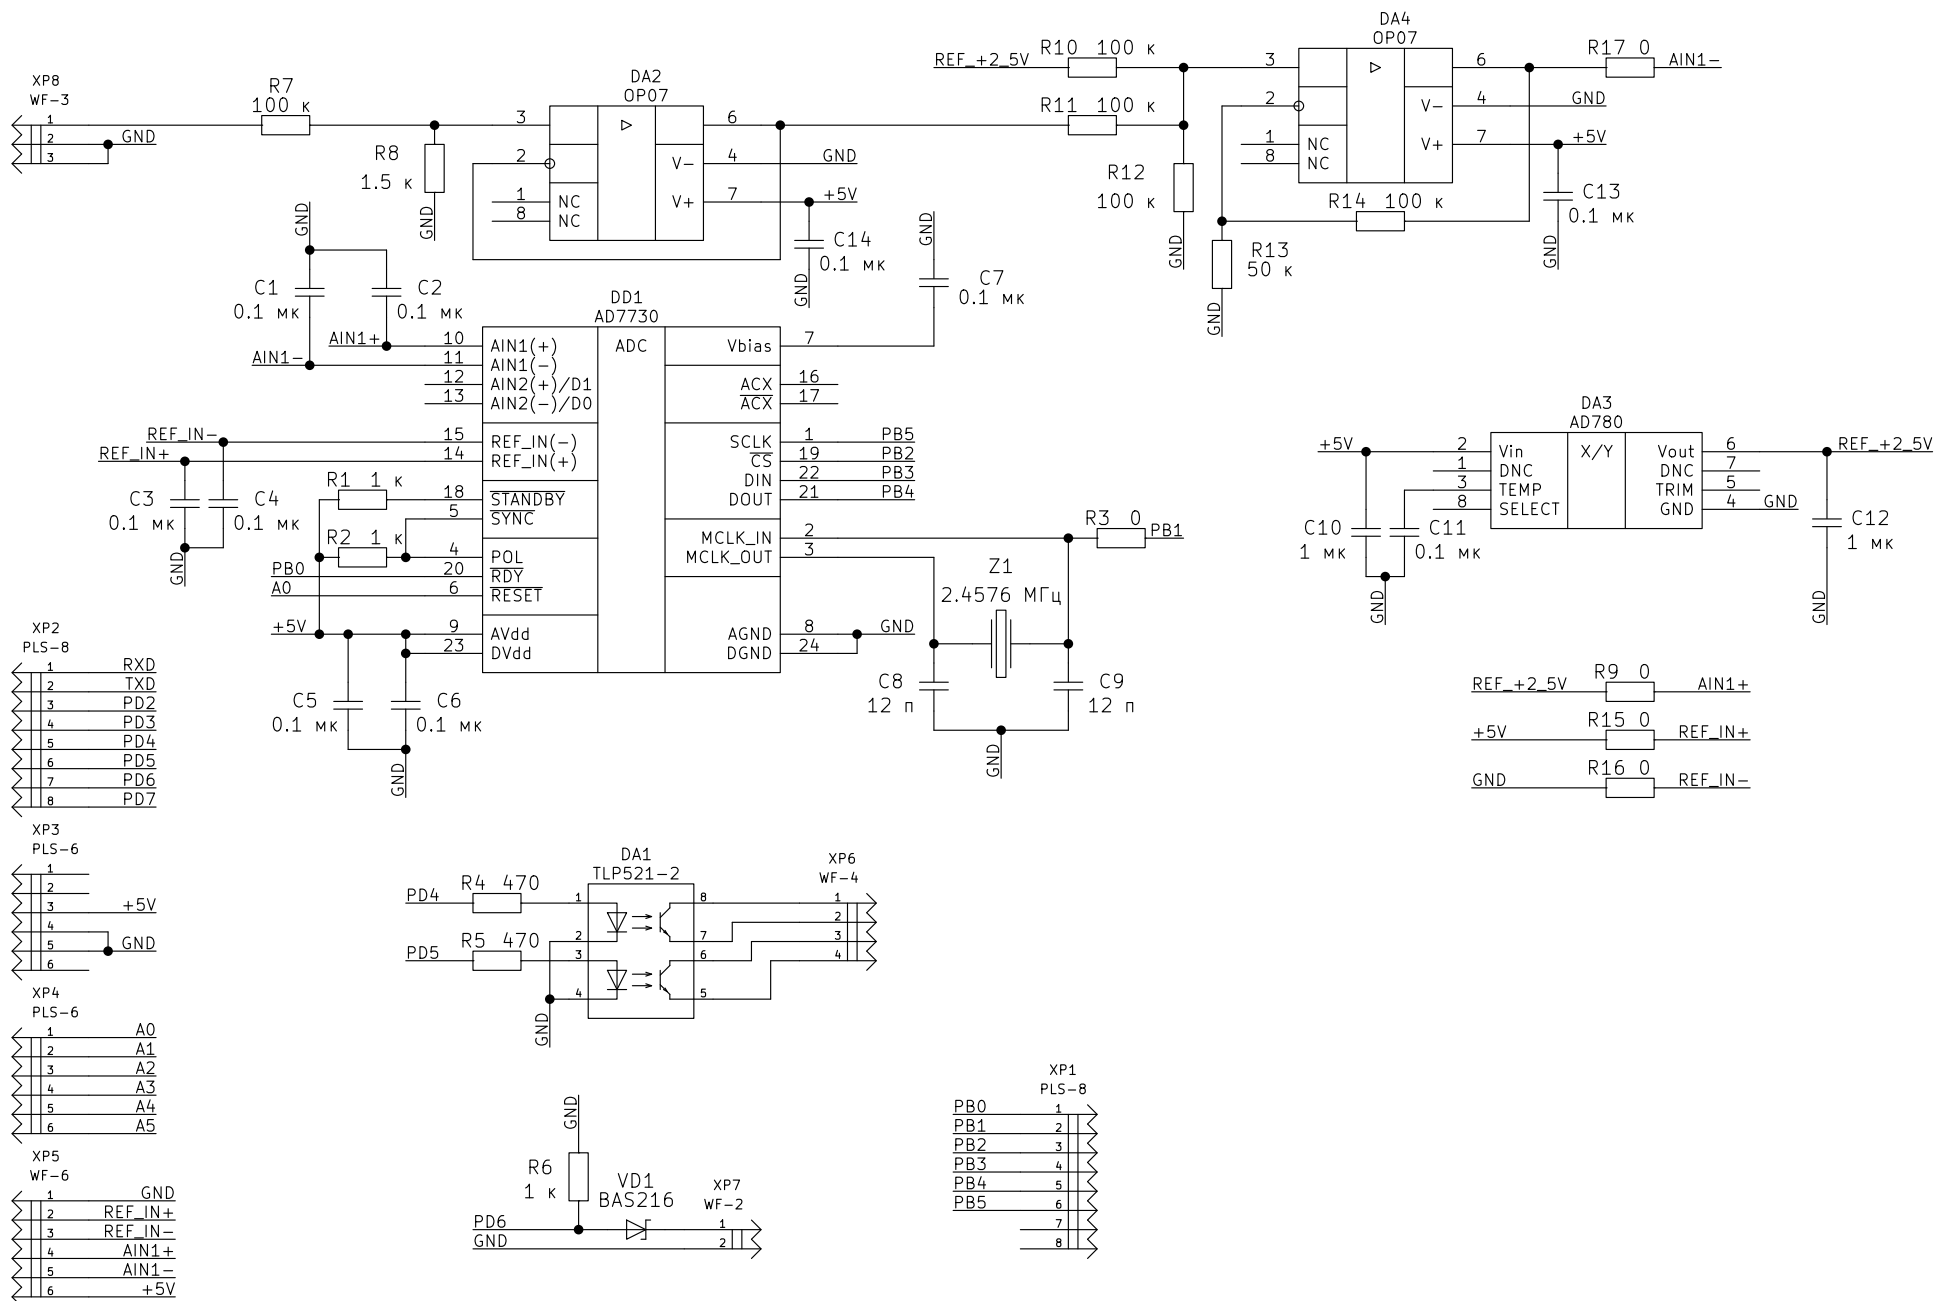 XP8
WF-3
1
2
3
GND
R7
100 к
R8
1.5 к
GND
DA2
OP07
3
2
1
8
NC
NC
V-
V+
6
4
7
GND
+5V
C14
0.1 мк
GND
REF_+2_5V
R10 100 к
R11 100 к
R12
100 к
GND
DA4
OP07
3
2
1
8
NC
NC
V-
V+
6
4
7
R17 0
AIN1-
GND
+5V
C13
0.1 мк
GND
R14 100 к
R13
50 к
GND
GND
C1
0.1 мк
C2
0.1 мк
AIN1+
AIN1-
DD1
AD7730
ADC
10 AIN1(+)
11 AIN1(-)
12 AIN2(+)/D1
13 AIN2(-)/D0
15 REF_IN(-)
14 REF_IN(+)
18 STANDBY
5 SYNC
4 POL
20 RDY
6 RESET
9 AVdd
23 DVdd
Vbias 7
ACX 16
ACX 17
SCLK 1 PB5
CS 19 PB2
DIN 22 PB3
DOUT 21 PB4
MCLK_IN 2
MCLK_OUT 3
AGND 8 GND
DGND 24
GND
C7
0.1 мк
REF_IN-
REF_IN+
C3
0.1 мк
C4
0.1 мк
GND
R1 1 к
R2 1 к
PB0
A0
+5V
C5
0.1 мк
C6
0.1 мк
GND
R3 0
PB1
Z1
2.4576 МГц
C8
12 п
C9
12 п
GND
DA3
AD780
X/Y
+5V
2 Vin
1 DNC
3 TEMP
8 SELECT
Vout 6
DNC 7
TRIM 5
GND 4
REF_+2_5V
GND
C10
1 мк
C11
0.1 мк
GND
C12
1 мк
GND
REF_+2_5V R9 0 AIN1+
+5V R15 0 REF_IN+
GND R16 0 REF_IN-
XP2
PLS-8
1 RXD
2 TXD
3 PD2
4 PD3
5 PD4
6 PD5
7 PD6
8 PD7
XP3
PLS-6
1
2
3 +5V
4
5 GND
6
XP4
PLS-6
1 A0
2 A1
3 A2
4 A3
5 A4
6 A5
XP5
WF-6
1 GND
2 REF_IN+
3 REF_IN-
4 AIN1+
5 AIN1-
6 +5V
DA1
TLP521-2
PD4 R4 470
PD5 R5 470
1
2
3
4
8
7
6
5
GND
XP6
WF-4
1
2
3
4
GND
R6
1 к
VD1
BAS216
PD6
GND
XP7
WF-2
1
2
XP1
PLS-8
PB0 1
PB1 2
PB2 3
PB3 4
PB4 5
PB5 6
7
8